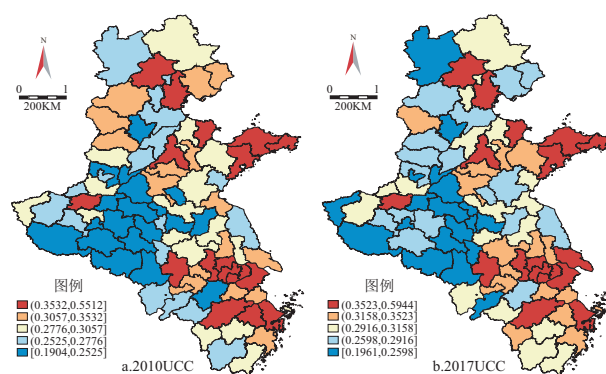 N
N
0 1
200KM
0 1
200KM
图例
(0.3532,0.5512]
(0.3057,0.3532]
(0.2776,0.3057]
(0.2525,0.2776]
[0.1904,0.2525]
a.2010UCC
图例
(0.3523,0.5944]
(0.3158,0.3523]
(0.2916,0.3158]
(0.2598,0.2916]
[0.1961,0.2598]
b.2017UCC